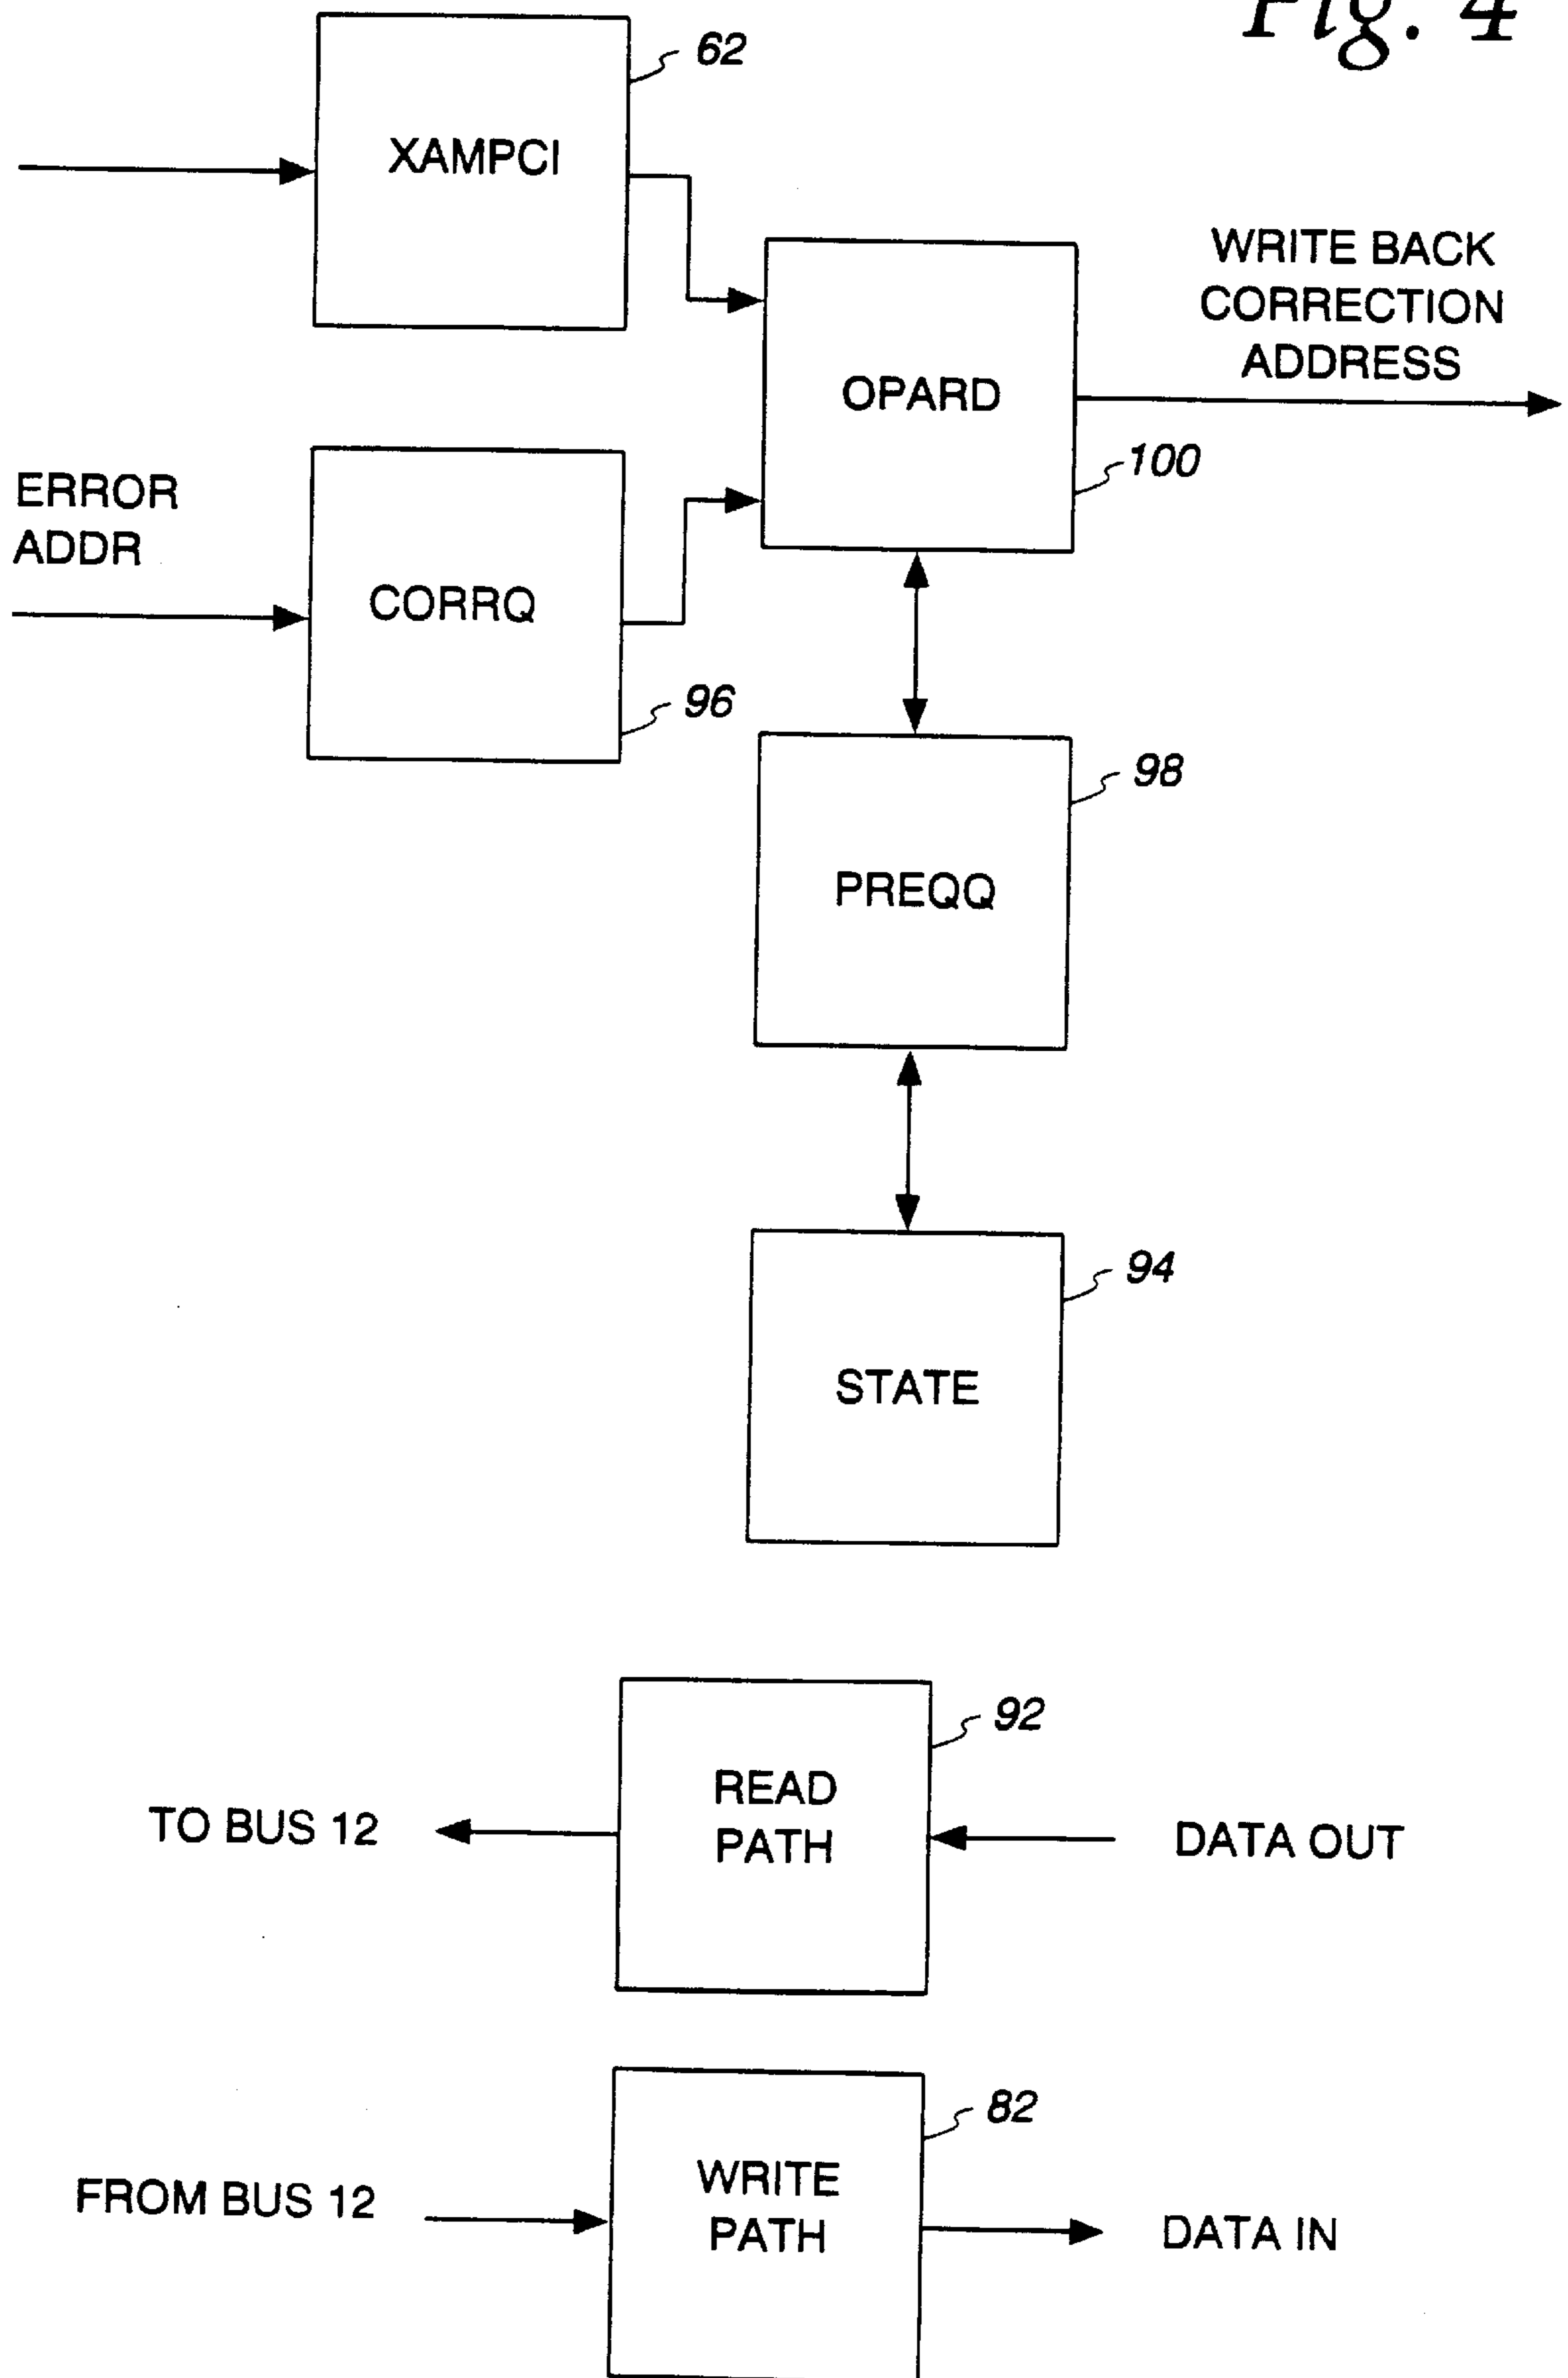 Fig. 4
62
XAMPCI
WRITE BACK
CORRECTION
ADDRESS
OPARD
100
ERROR
ADDR
CORRQ
96
98
PREQQ
94
STATE
92
READ
PATH
TO BUS 12
DATA OUT
82
WRITE
PATH
FROM BUS 12
DATA IN